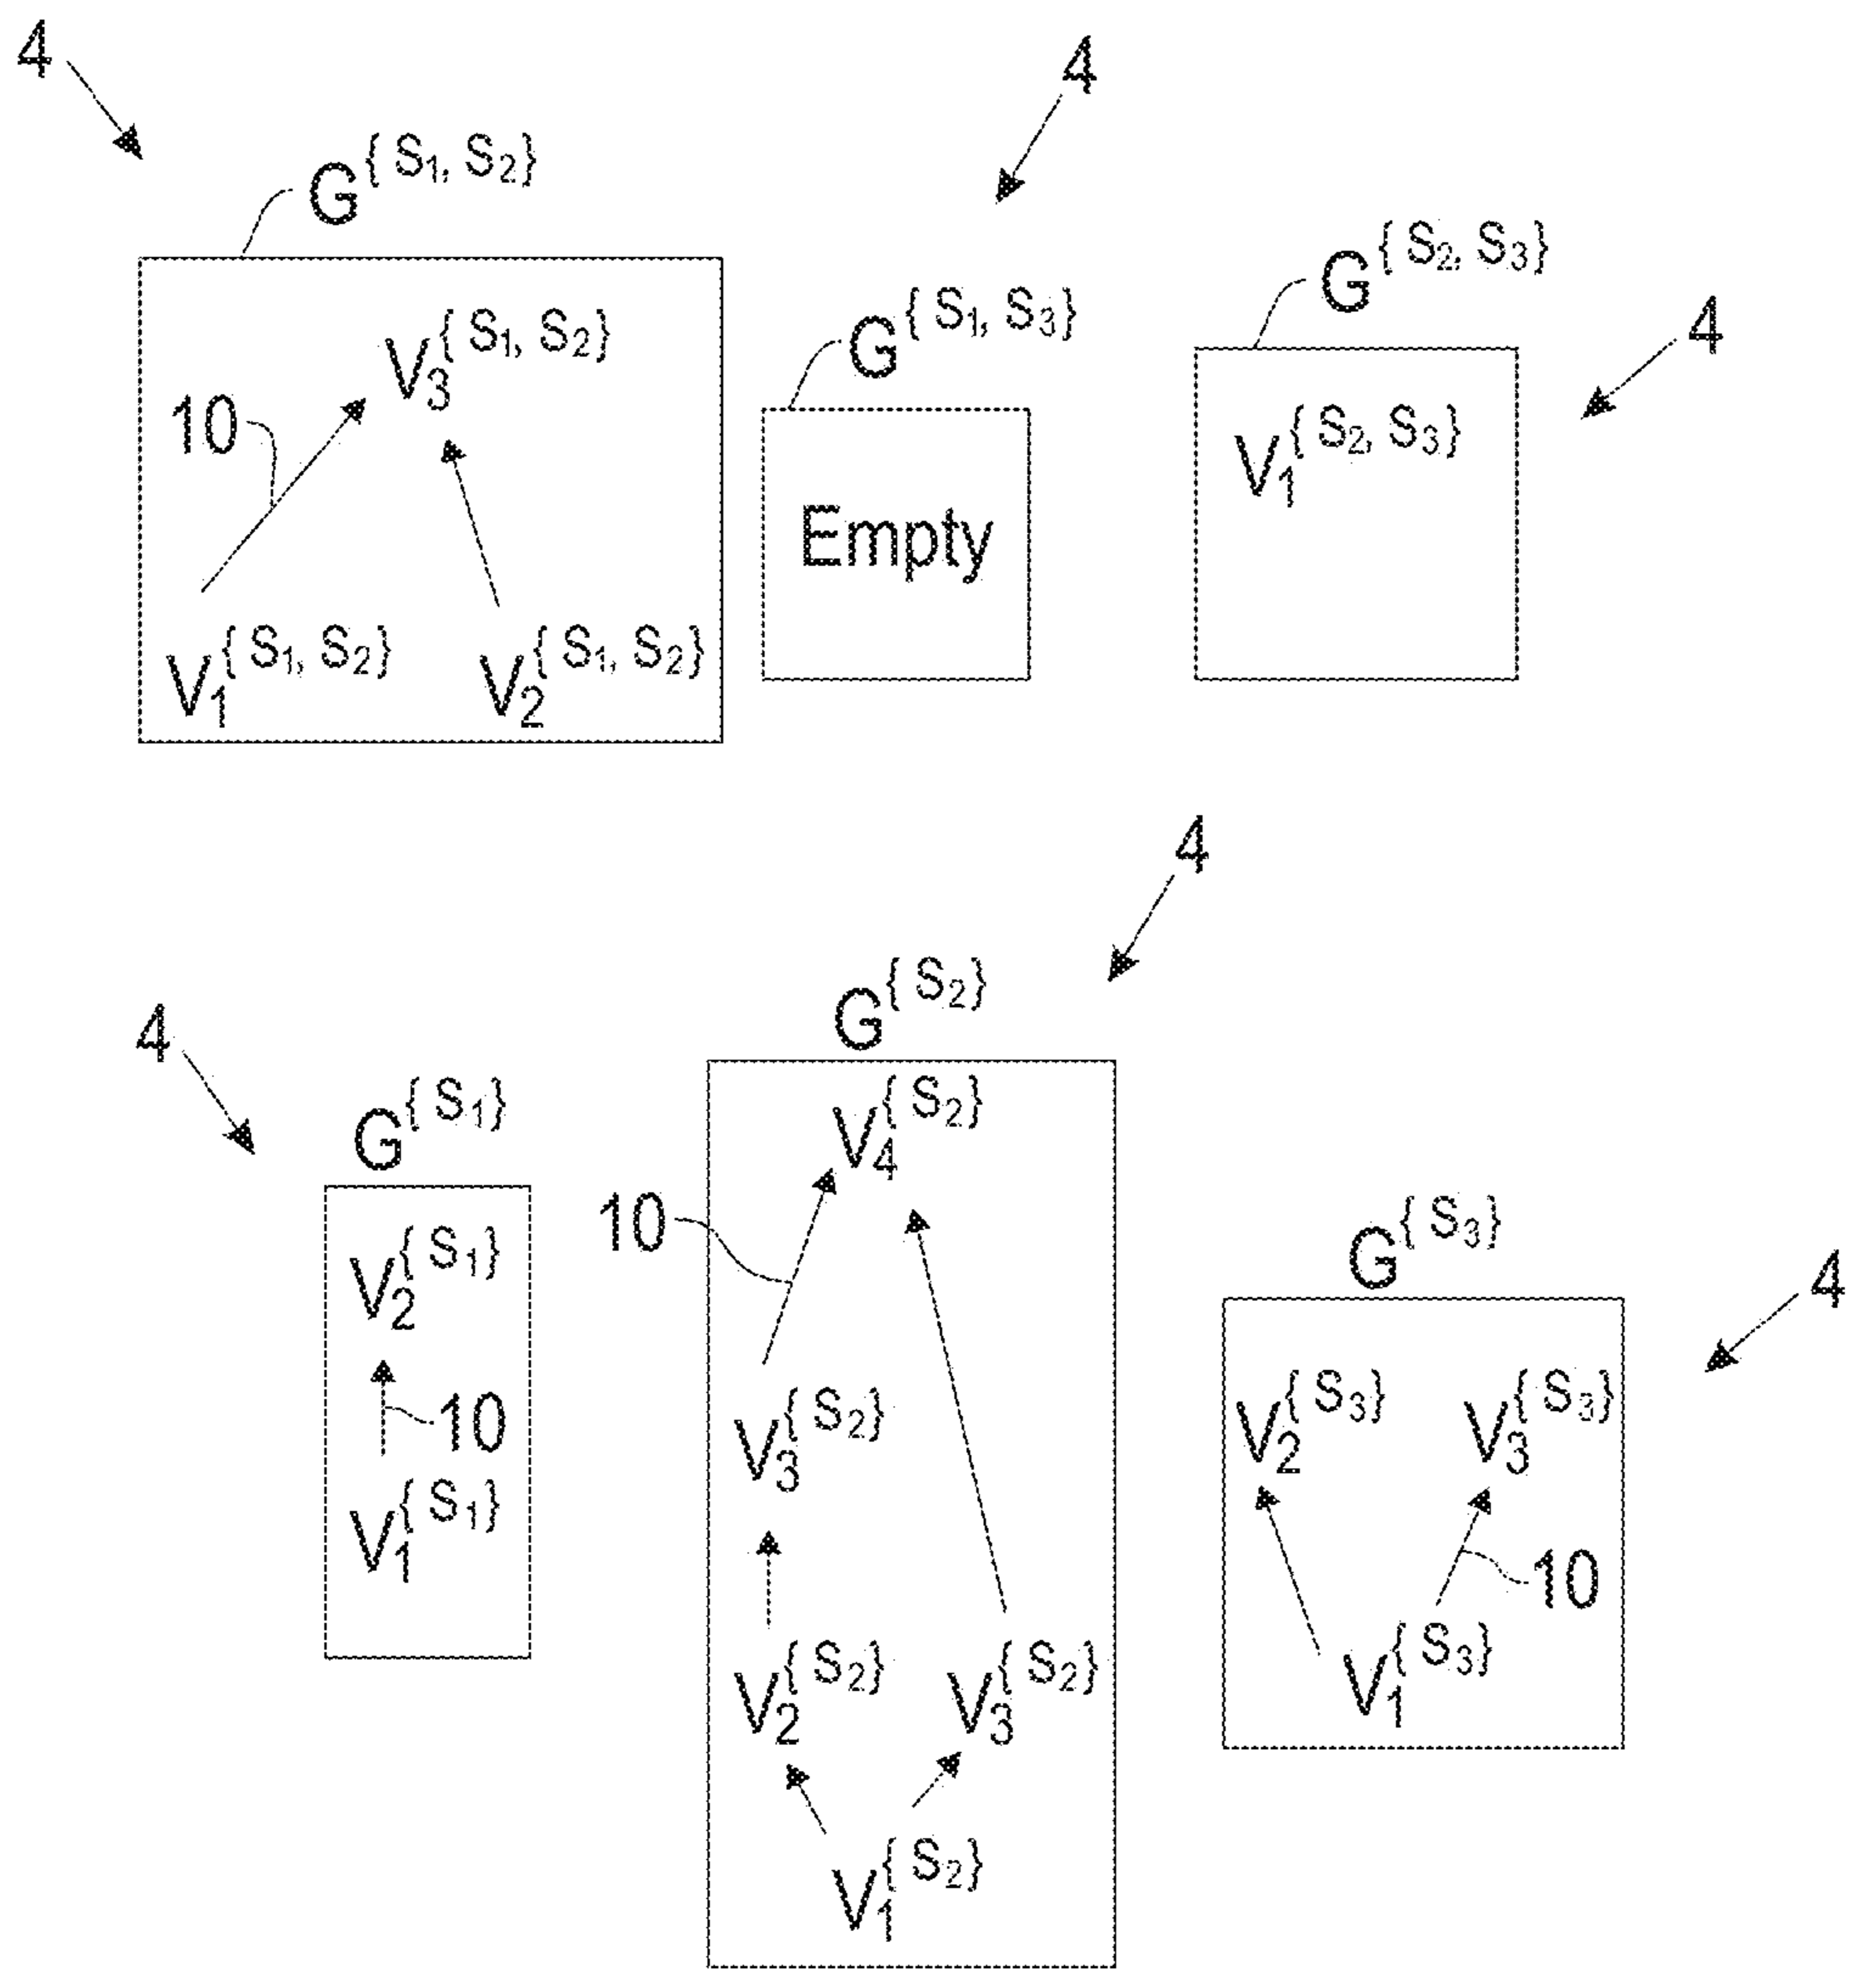 4
4
G{S1, S2}
G{S2, S3}
G{S1, S3}
4
V3{S1, S2}
10
V1{S2, S3}
Empty
V1{S1, S2} V2{S1, S2}
4
G{S2}
4
G{S1}
V4{S2}
10
G{S3}
V2{S1}
4
V3{S2}
V2{S3} V3{S3}
10
V1{S1}
10
V2{S2} V3{S2}
V1{S3}
V1{S2}